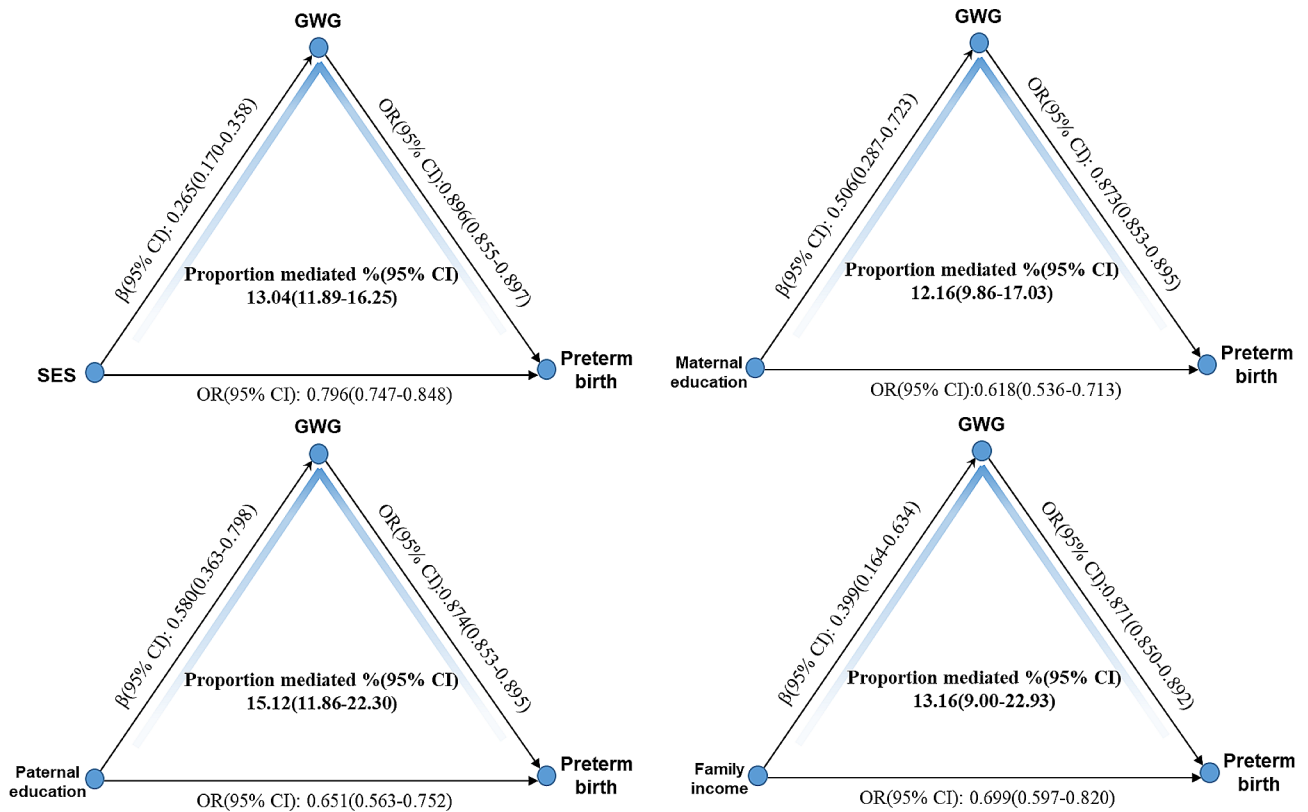 GWG
β(95% CI): 0.265(0.170-0.358)
OR(95% CI):0.896(0.855-0.897)
Proportion mediated %(95% CI)
13.04(11.89-16.25)
SES
Preterm
birth
OR(95% CI): 0.796(0.747-0.848)
GWG
β(95% CI): 0.506(0.287-0.723)
OR(95% CI): 0.873(0.853-0.895)
Proportion mediated %(95% CI)
12.16(9.86-17.03)
Maternal
education
Preterm
birth
OR(95% CI):0.618(0.536-0.713)
GWG
β(95% CI): 0.580(0.363-0.798)
OR(95% CI):0.874(0.853-0.895)
Proportion mediated %(95% CI)
15.12(11.86-22.30)
Paternal
education
Preterm
birth
OR(95% CI): 0.651(0.563-0.752)
GWG
β(95% CI): 0.399(0.164-0.634)
OR(95% CI):0.871(0.850-0.892)
Proportion mediated %(95% CI)
13.16(9.00-22.93)
Family
income
Preterm
birth
OR(95% CI): 0.699(0.597-0.820)